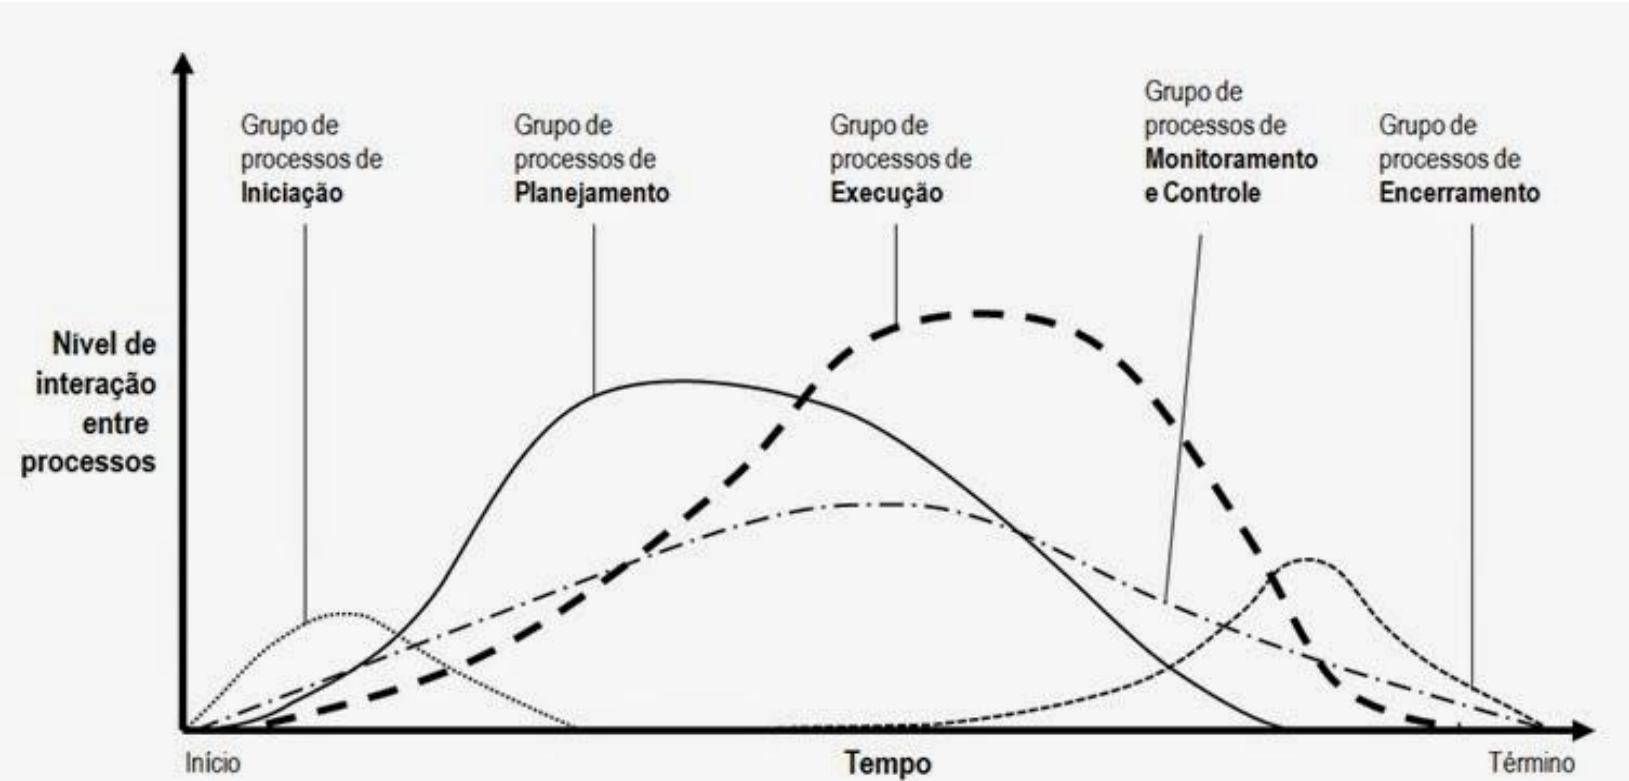 Grupo de
processos de
Iniciação
Grupo de
processos de
Planejamento
Grupo de
processos de
Execução
Grupo de
processos de
Monitoramento
e Controle
Grupo de
processos de
Encerramento
Nível de
interação
entre
processos
Início
Tempo
Término